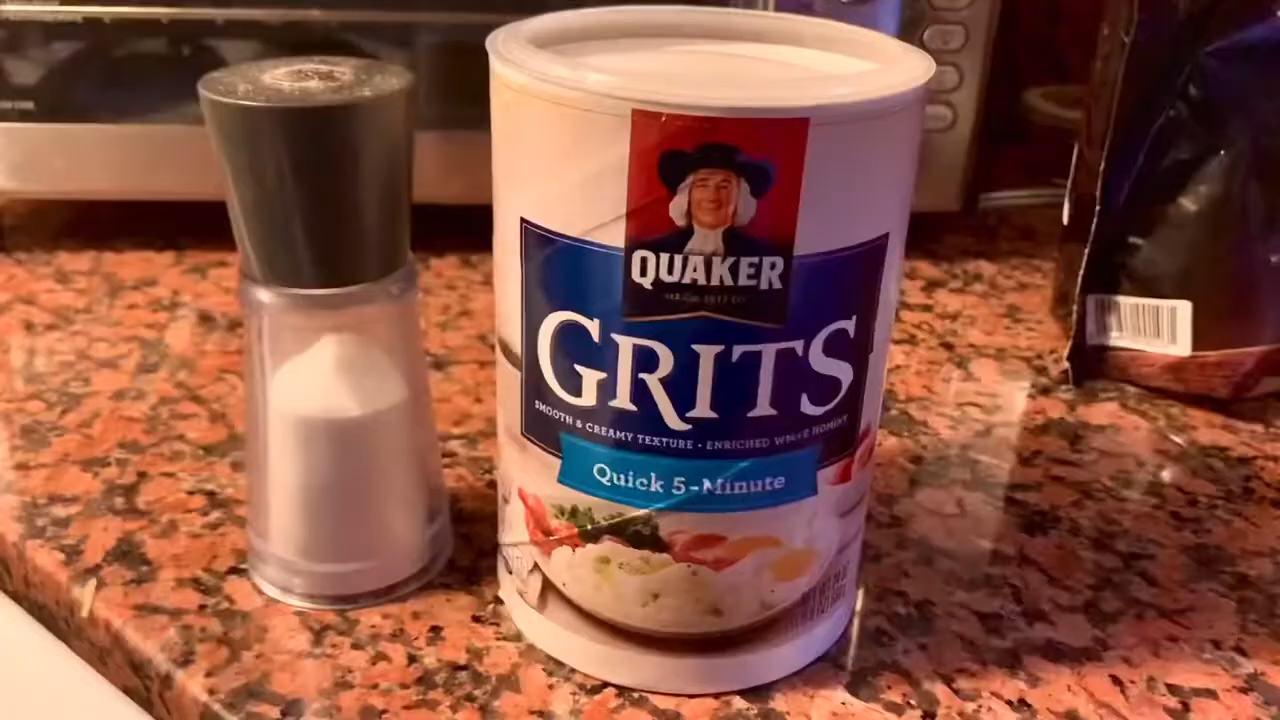 QUAKER
GRITS
SMOOTH & CREAMY TEXTURE • ENRICHED WHITE HOMINY
Quick 5-Minute